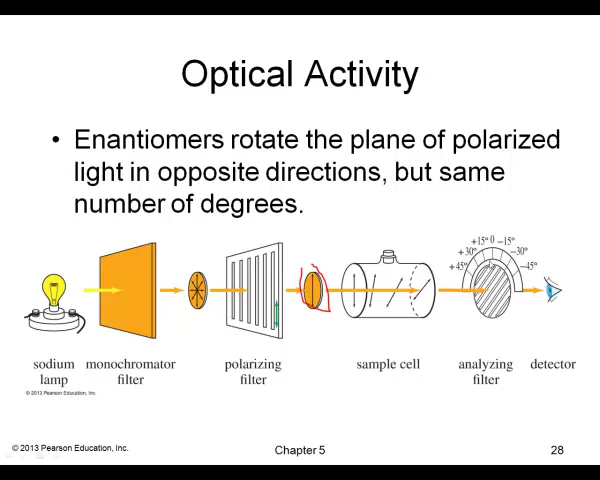 Optical Activity
• Enantiomers rotate the plane of polarized
light in opposite directions, but same
number of degrees.
+15° 0 −15°
+30° −30°
+45° −45°
sodium monochromator polarizing sample cell analyzing detector
lamp filter filter filter
© 2013 Pearson Education, Inc.
© 2013 Pearson Education, Inc. Chapter 5 28